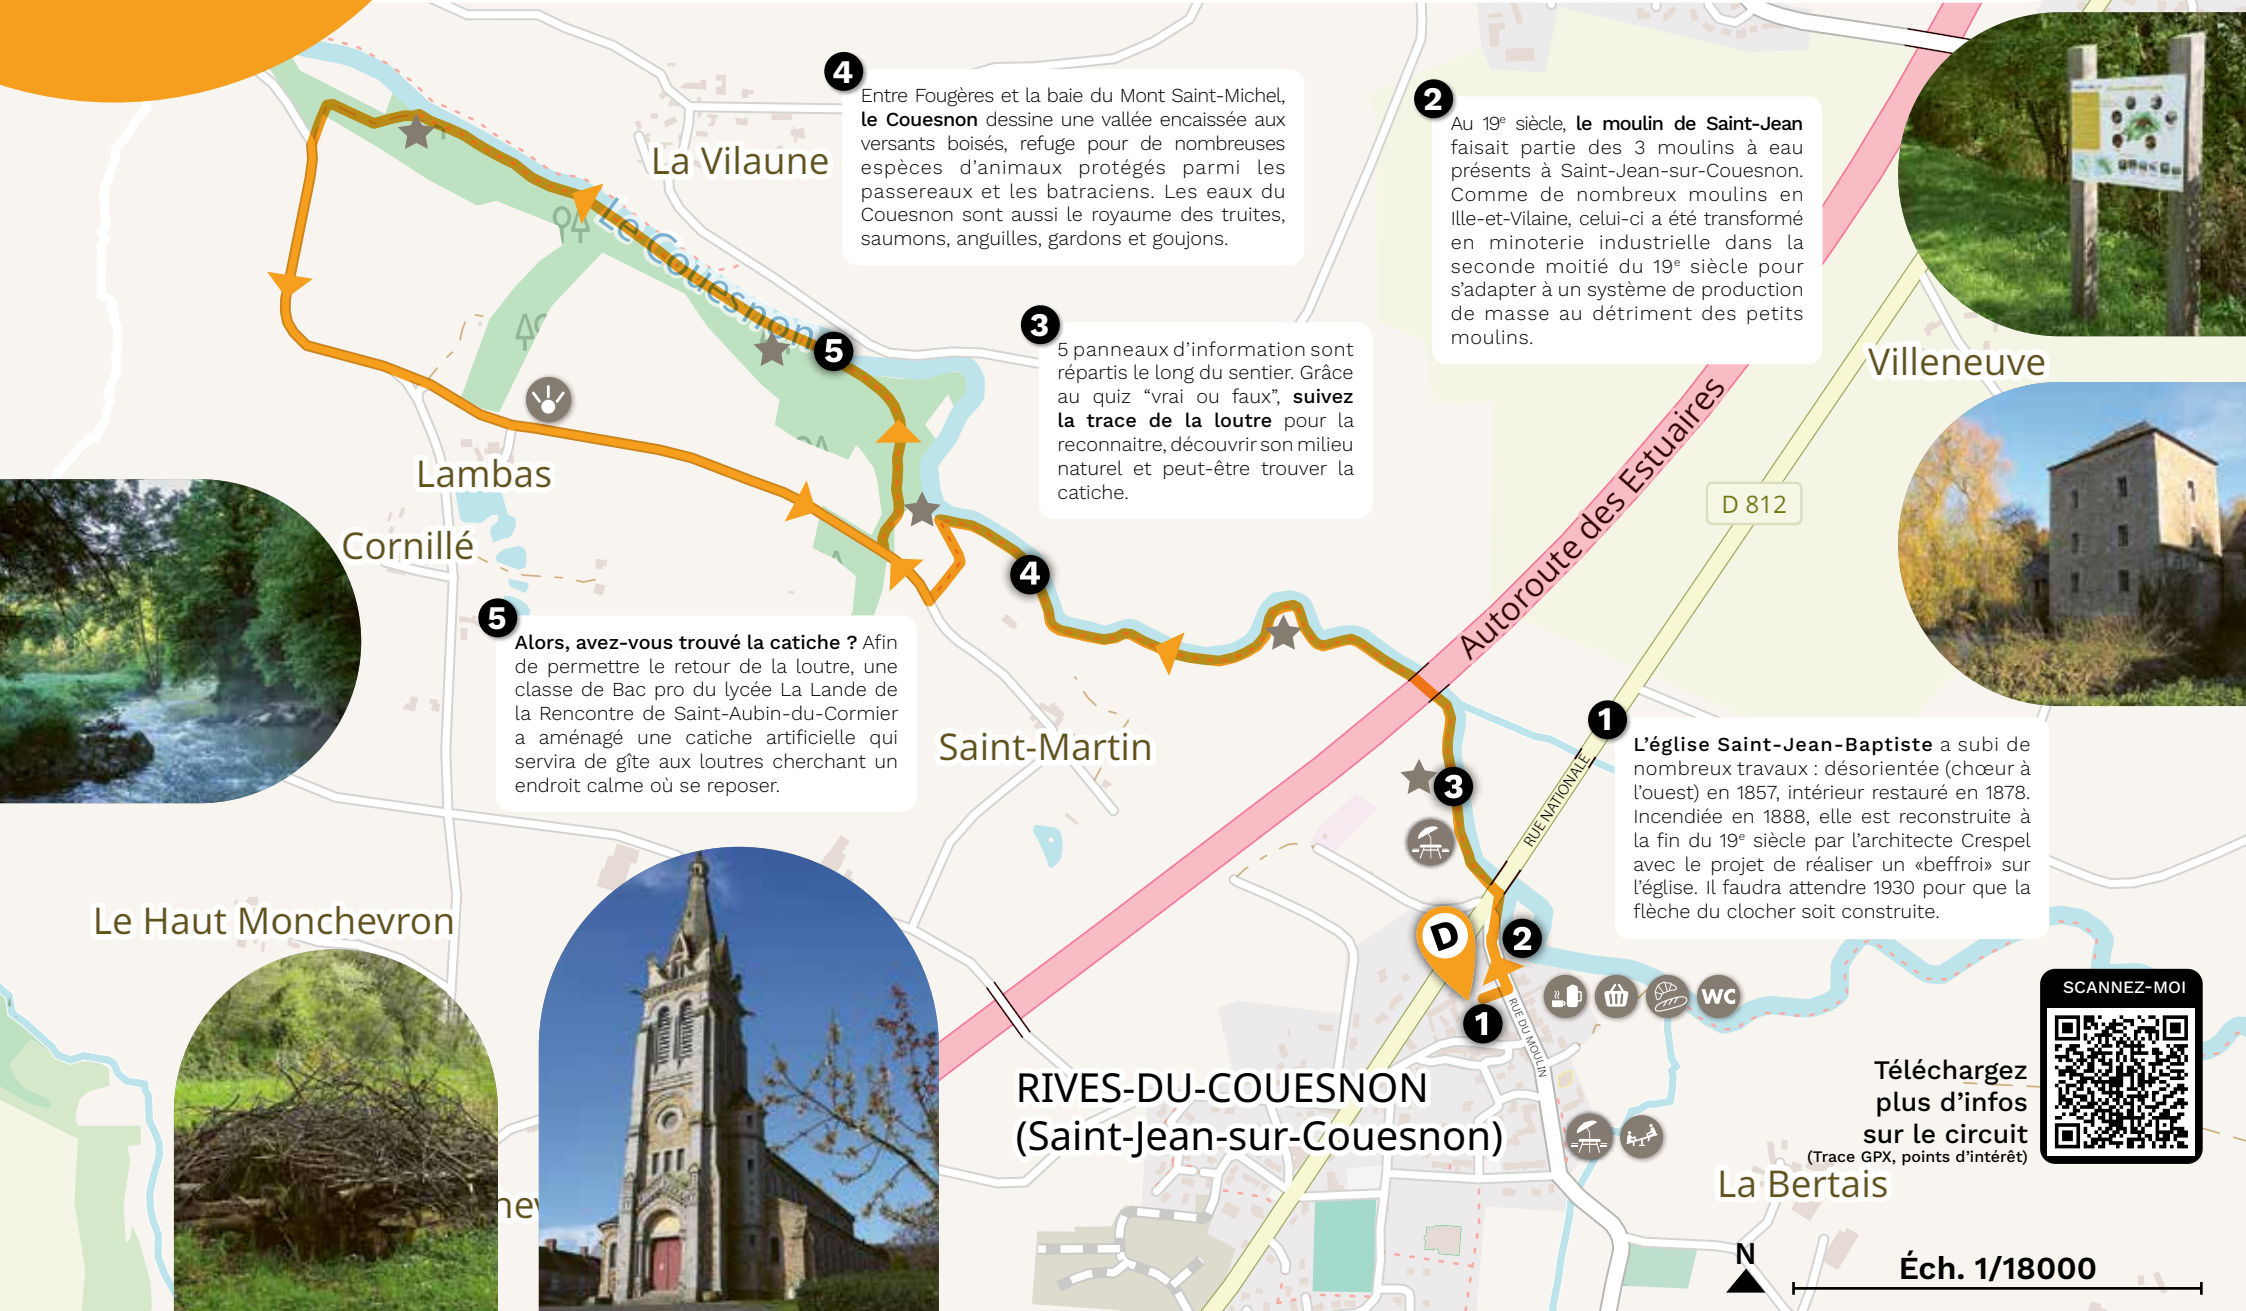 4
Entre Fougères et la baie du Mont Saint-Michel,
le Couesnon dessine une vallée encaissée aux
versants boisés, refuge pour de nombreuses
espèces d'animaux protégés parmi les
passereaux et les batraciens. Les eaux du
Couesnon sont aussi le royaume des truites,
saumons, anguilles, gardons et goujons.
2
Au 19e siècle, le moulin de Saint-Jean
faisait partie des 3 moulins à eau
présents à Saint-Jean-sur-Couesnon.
Comme de nombreux moulins en
Ille-et-Vilaine, celui-ci a été transformé
en minoterie industrielle dans la
seconde moitié du 19e siècle pour
s'adapter à un système de production
de masse au détriment des petits
moulins.
La Vilaune
Le Couesnon
5
3
5 panneaux d'information sont
répartis le long du sentier. Grâce
au quiz “vrai ou faux”, suivez
la trace de la loutre pour la
reconnaitre, découvrir son milieu
naturel et peut-être trouver la
catiche.
Villeneuve
Autoroute des Estuaires
D 812
Lambas
Cornillé
4
5
Alors, avez-vous trouvé la catiche ? Afin
de permettre le retour de la loutre, une
classe de Bac pro du lycée La Lande de
la Rencontre de Saint-Aubin-du-Cormier
a aménagé une catiche artificielle qui
servira de gîte aux loutres cherchant un
endroit calme où se reposer.
Saint-Martin
3
RUE NATIONALE
1
L'église Saint-Jean-Baptiste a subi de
nombreux travaux : désorientée (chœur à
l'ouest) en 1857, intérieur restauré en 1878.
Incendiée en 1888, elle est reconstruite à
la fin du 19e siècle par l'architecte Crespel
avec le projet de réaliser un «beffroi» sur
l'église. Il faudra attendre 1930 pour que la
flèche du clocher soit construite.
Le Haut Monchevron
D
2
1
WC
RUE DU MOULIN
RIVES-DU-COUESNON
(Saint-Jean-sur-Couesnon)
SCANNEZ-MOI
Téléchargez
plus d'infos
sur le circuit
(Trace GPX, points d'intérêt)
La Bertais
N
Éch. 1/18000